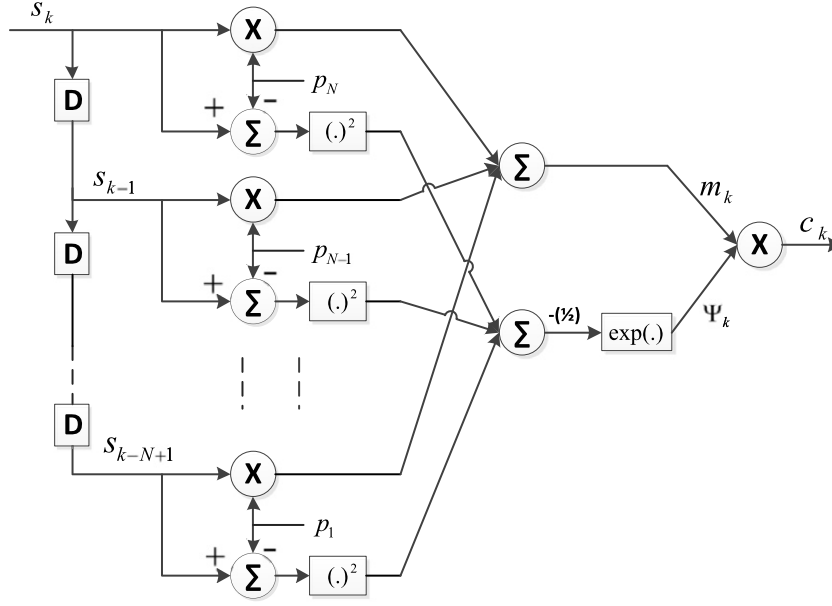 s_k
X
D
p_N
+
−
Σ
(.)²
s_{k−1}
X
Σ
m_k
D
p_{N−1}
X
c_k
+
−
Σ
(.)²
Σ
-(½)
exp(.)
Ψ_k
D
s_{k−N+1}
X
p_1
+
−
Σ
(.)²